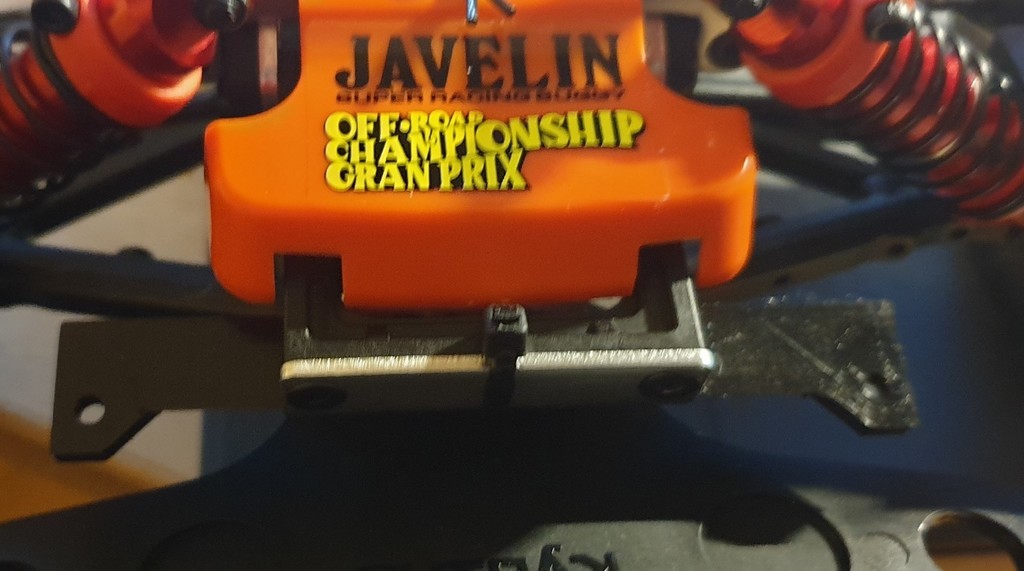 JAVELIN
SUPER RACING BUGGY
OFF-ROAD
CHAMPIONSHIP
GRAN PRIX